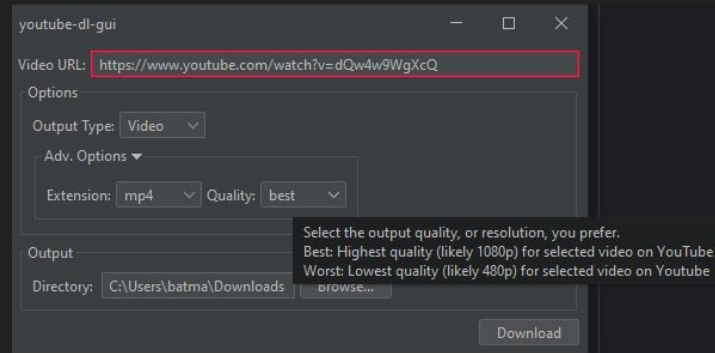 youtube-dl-gui
Video URL: https://www.youtube.com/watch?v=dQw4w9WgXcQ
Options
Output Type: Video
Adv. Options
Extension: mp4 Quality: best
Select the output quality, or resolution, you prefer.
Best: Highest quality (likely 1080p) for selected video on YouTube
Worst: Lowest quality (likely 480p) for selected video on Youtube
Output
Directory: C:\Users\batma\Downloads Browse...
Download